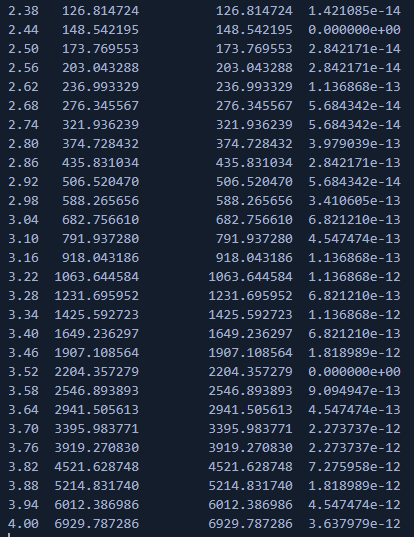 2.38 126.814724 126.814724 1.421085e-14
2.44 148.542195 148.542195 0.000000e+00
2.50 173.769553 173.769553 2.842171e-14
2.56 203.043288 203.043288 2.842171e-14
2.62 236.993329 236.993329 1.136868e-13
2.68 276.345567 276.345567 5.684342e-14
2.74 321.936239 321.936239 5.684342e-14
2.80 374.728432 374.728432 3.979039e-13
2.86 435.831034 435.831034 2.842171e-13
2.92 506.520470 506.520470 5.684342e-14
2.98 588.265656 588.265656 3.410605e-13
3.04 682.756610 682.756610 6.821210e-13
3.10 791.937280 791.937280 4.547474e-13
3.16 918.043186 918.043186 1.136868e-13
3.22 1063.644584 1063.644584 1.136868e-12
3.28 1231.695952 1231.695952 6.821210e-13
3.34 1425.592723 1425.592723 1.136868e-12
3.40 1649.236297 1649.236297 6.821210e-13
3.46 1907.108564 1907.108564 1.818989e-12
3.52 2204.357279 2204.357279 0.000000e+00
3.58 2546.893893 2546.893893 9.094947e-13
3.64 2941.505613 2941.505613 4.547474e-13
3.70 3395.983771 3395.983771 2.273737e-12
3.76 3919.270830 3919.270830 2.273737e-12
3.82 4521.628748 4521.628748 7.275958e-12
3.88 5214.831740 5214.831740 1.818989e-12
3.94 6012.386986 6012.386986 4.547474e-12
4.00 6929.787286 6929.787286 3.637979e-12